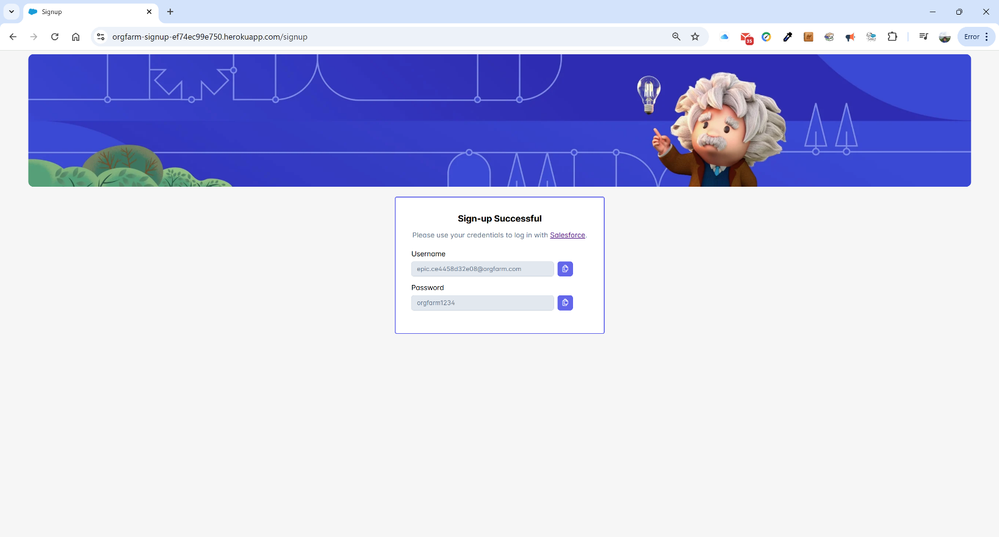 Signup
orgfarm-signup-ef74ec99e750.herokuapp.com/signup
35
Error
Sign-up Successful
Please use your credentials to log in with Salesforce.
Username
epic.ce4458d32e08@orgfarm.com
Password
orgfarm1234